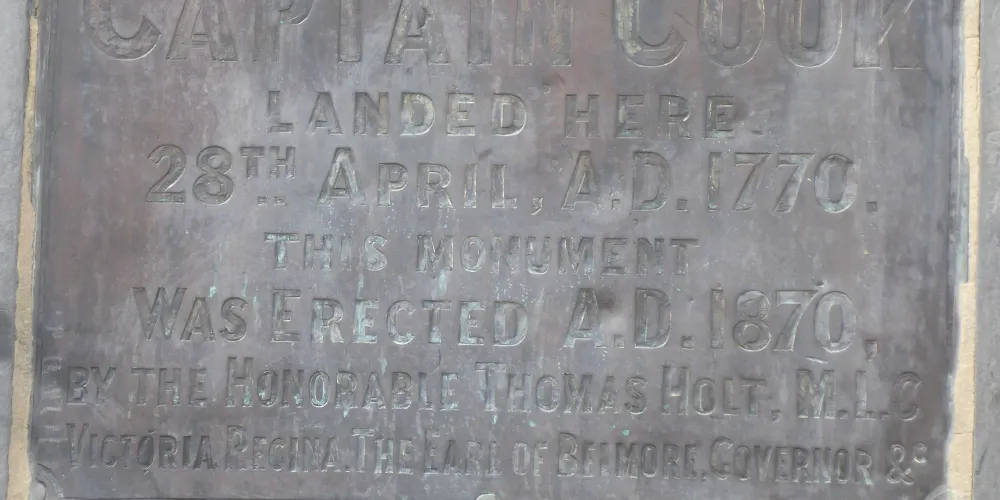 CAPTAIN COOK
LANDED HERE
28TH APRIL, A.D. 1770.
THIS MONUMENT
WAS ERECTED A.D. 1870,
BY THE HONORABLE THOMAS HOLT, M.L.C
VICTORIA REGINA. THE EARL OF BELMORE, GOVERNOR &c